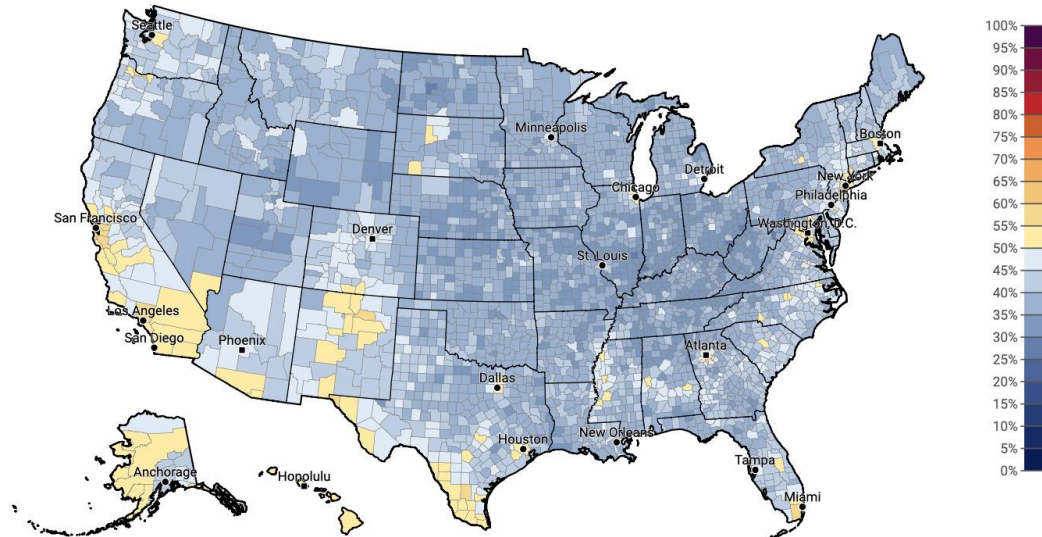 Seattle
Minneapolis
Boston
Detroit
New York
Chicago
Philadelphia
San Francisco
Washington, D.C.
Denver
St. Louis
Los Angeles
San Diego
Phoenix
Atlanta
Dallas
New Orleans
Houston
Tampa
Miami
Anchorage
Honolulu
100%
95%
90%
85%
80%
75%
70%
65%
60%
55%
50%
45%
40%
35%
30%
25%
20%
15%
10%
5%
0%